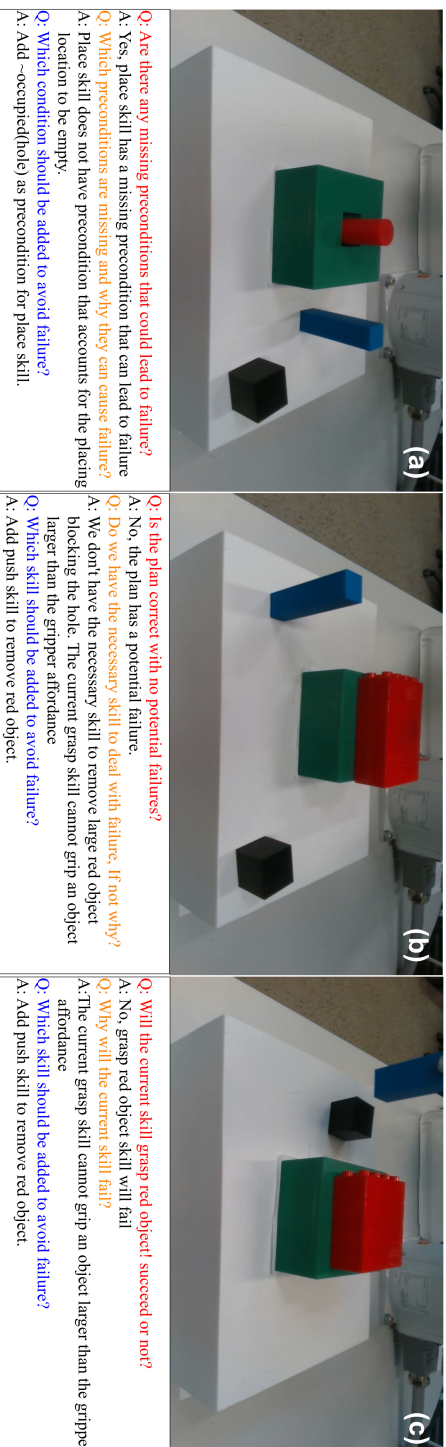 (a)
Q: Are there any missing preconditions that could lead to failure?
A: Yes, place skill has a missing precondition that can lead to failure
Q: Which preconditions are missing and why they can cause failure?
A: Place skill does not have precondition that accounts for the placing
location to be empty.
Q: Which condition should be added to avoid failure?
A: Add ~occupied(hole) as precondition for place skill.
(b)
Q: Is the plan correct with no potential failures?
A: No, the plan has a potential failure.
Q: Do we have the necessary skill to deal with failure, If not why?
A: We don't have the necessary skill to remove large red object
blocking the hole. The current grasp skill cannot grip an object
larger than the gripper affordance
Q: Which skill should be added to avoid failure?
A: Add push skill to remove red object.
(c)
Q: Will the current skill grasp red object! succeed or not?
A: No, grasp red object skill will fail
Q: Why will the current skill fail?
A:The current grasp skill cannot grip an object larger than the grippe
affordance
Q: Which skill should be added to avoid failure?
A: Add push skill to remove red object.